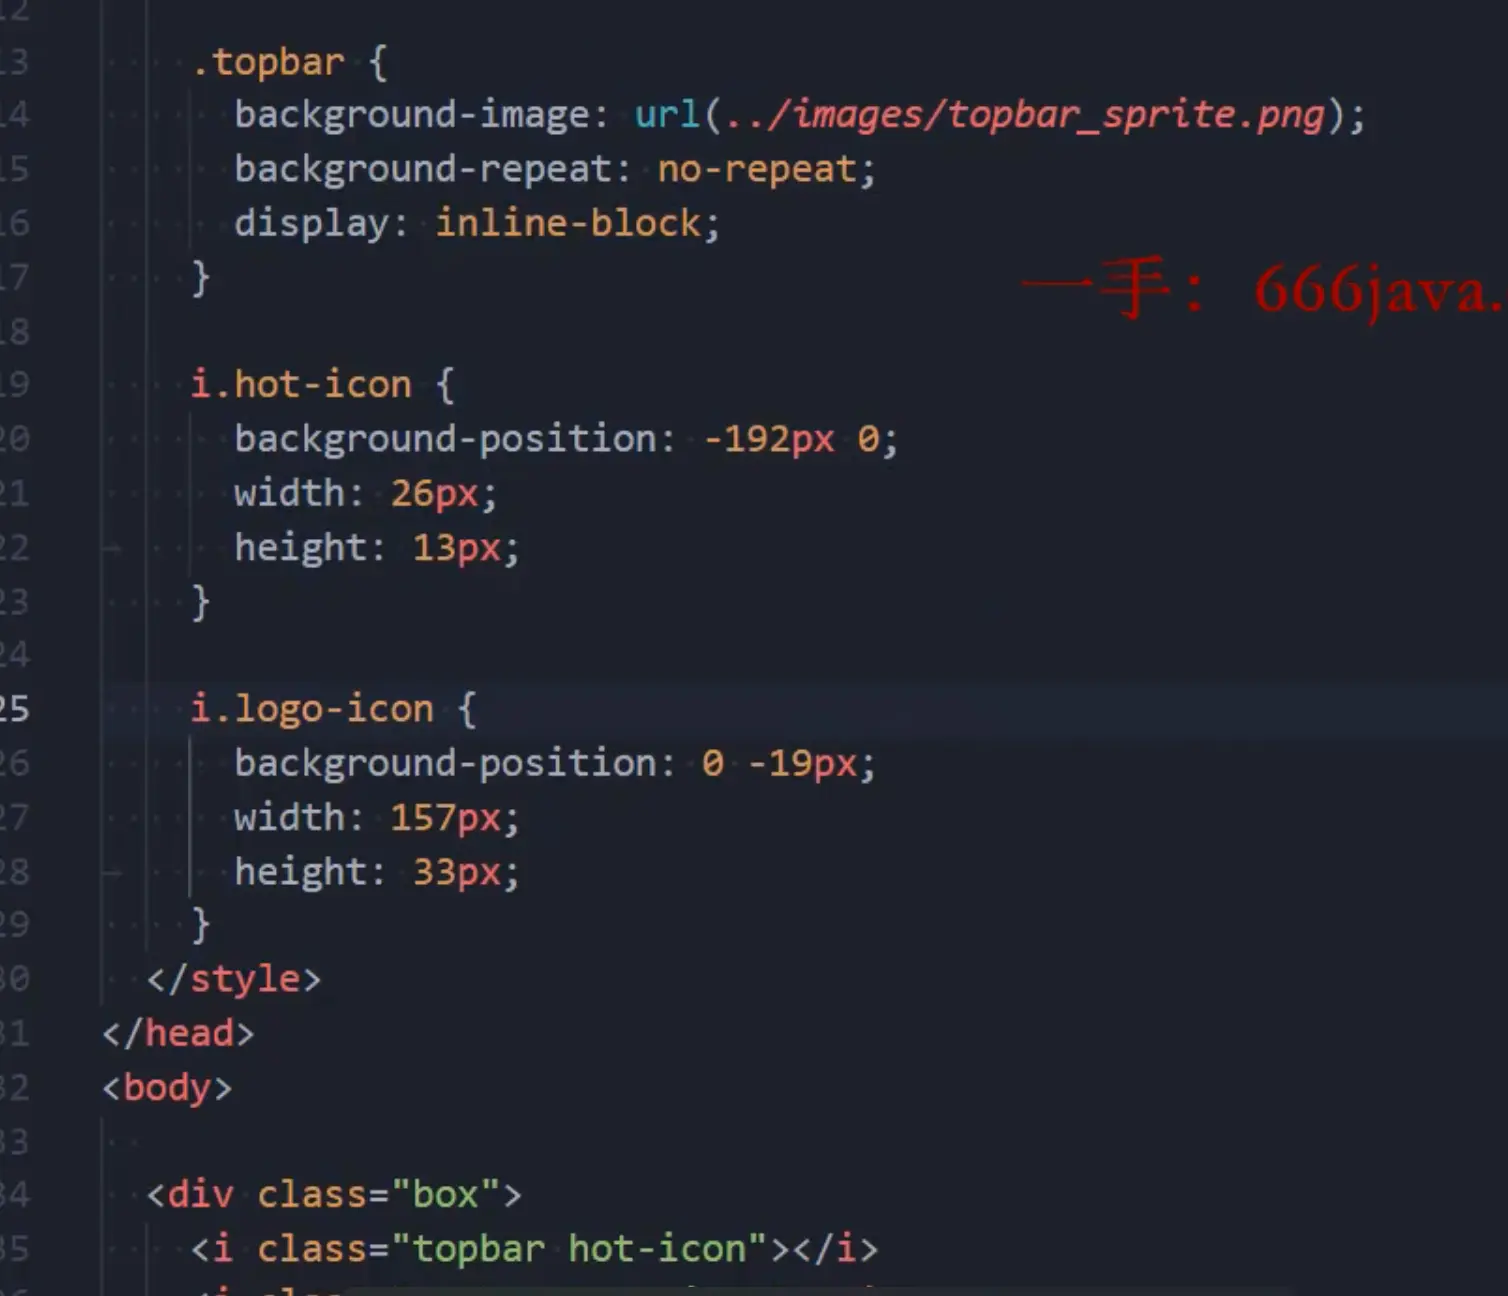 12
13 .topbar {
14 background-image: url(../images/topbar_sprite.png);
15 background-repeat: no-repeat;
16 display: inline-block;
17 }
一手：666java.
18
19 i.hot-icon {
20 background-position: -192px 0;
21 width: 26px;
22 height: 13px;
23 }
24
25 i.logo-icon {
26 background-position: 0 -19px;
27 width: 157px;
28 height: 33px;
29 }
30 </style>
31 </head>
32 <body>
33
34 <div class="box">
35 <i class="topbar hot-icon"></i>